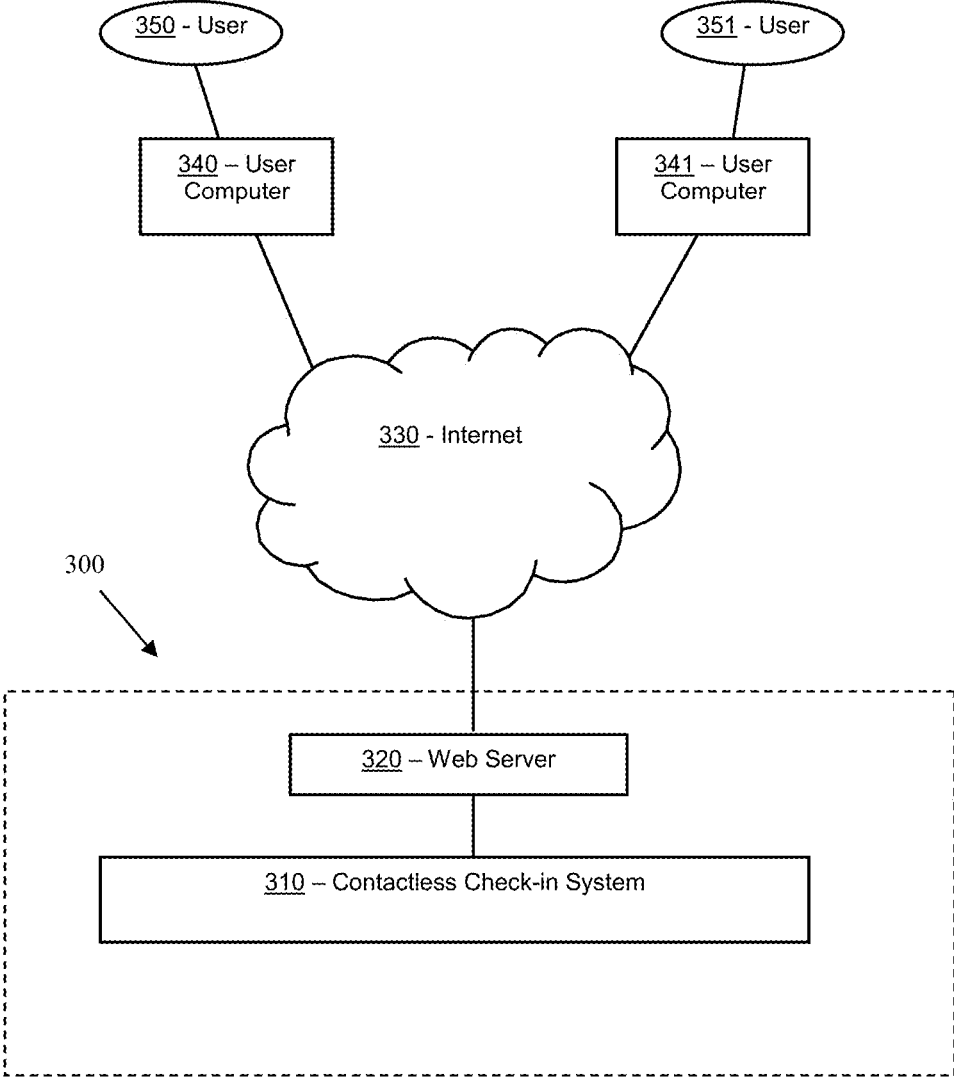 350 - User
351 - User
340 – User
Computer
341 – User
Computer
330 - Internet
300
320 – Web Server
310 – Contactless Check-in System